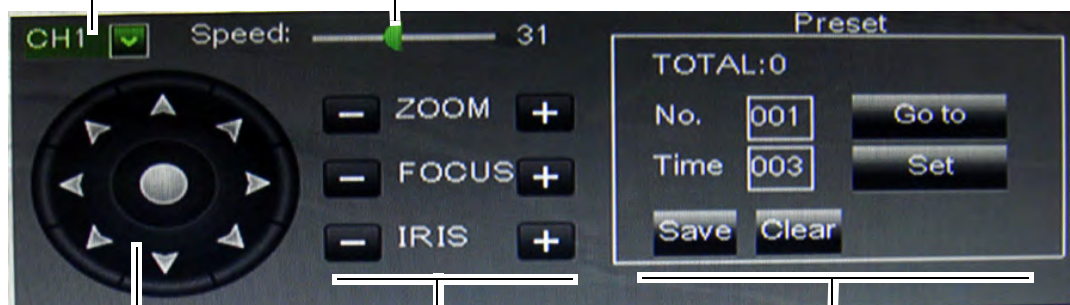 CH1 Speed: 31
Preset
TOTAL:0
ZOOM
No. 001 Go to
FOCUS
Time 003 Set
IRIS
Save Clear